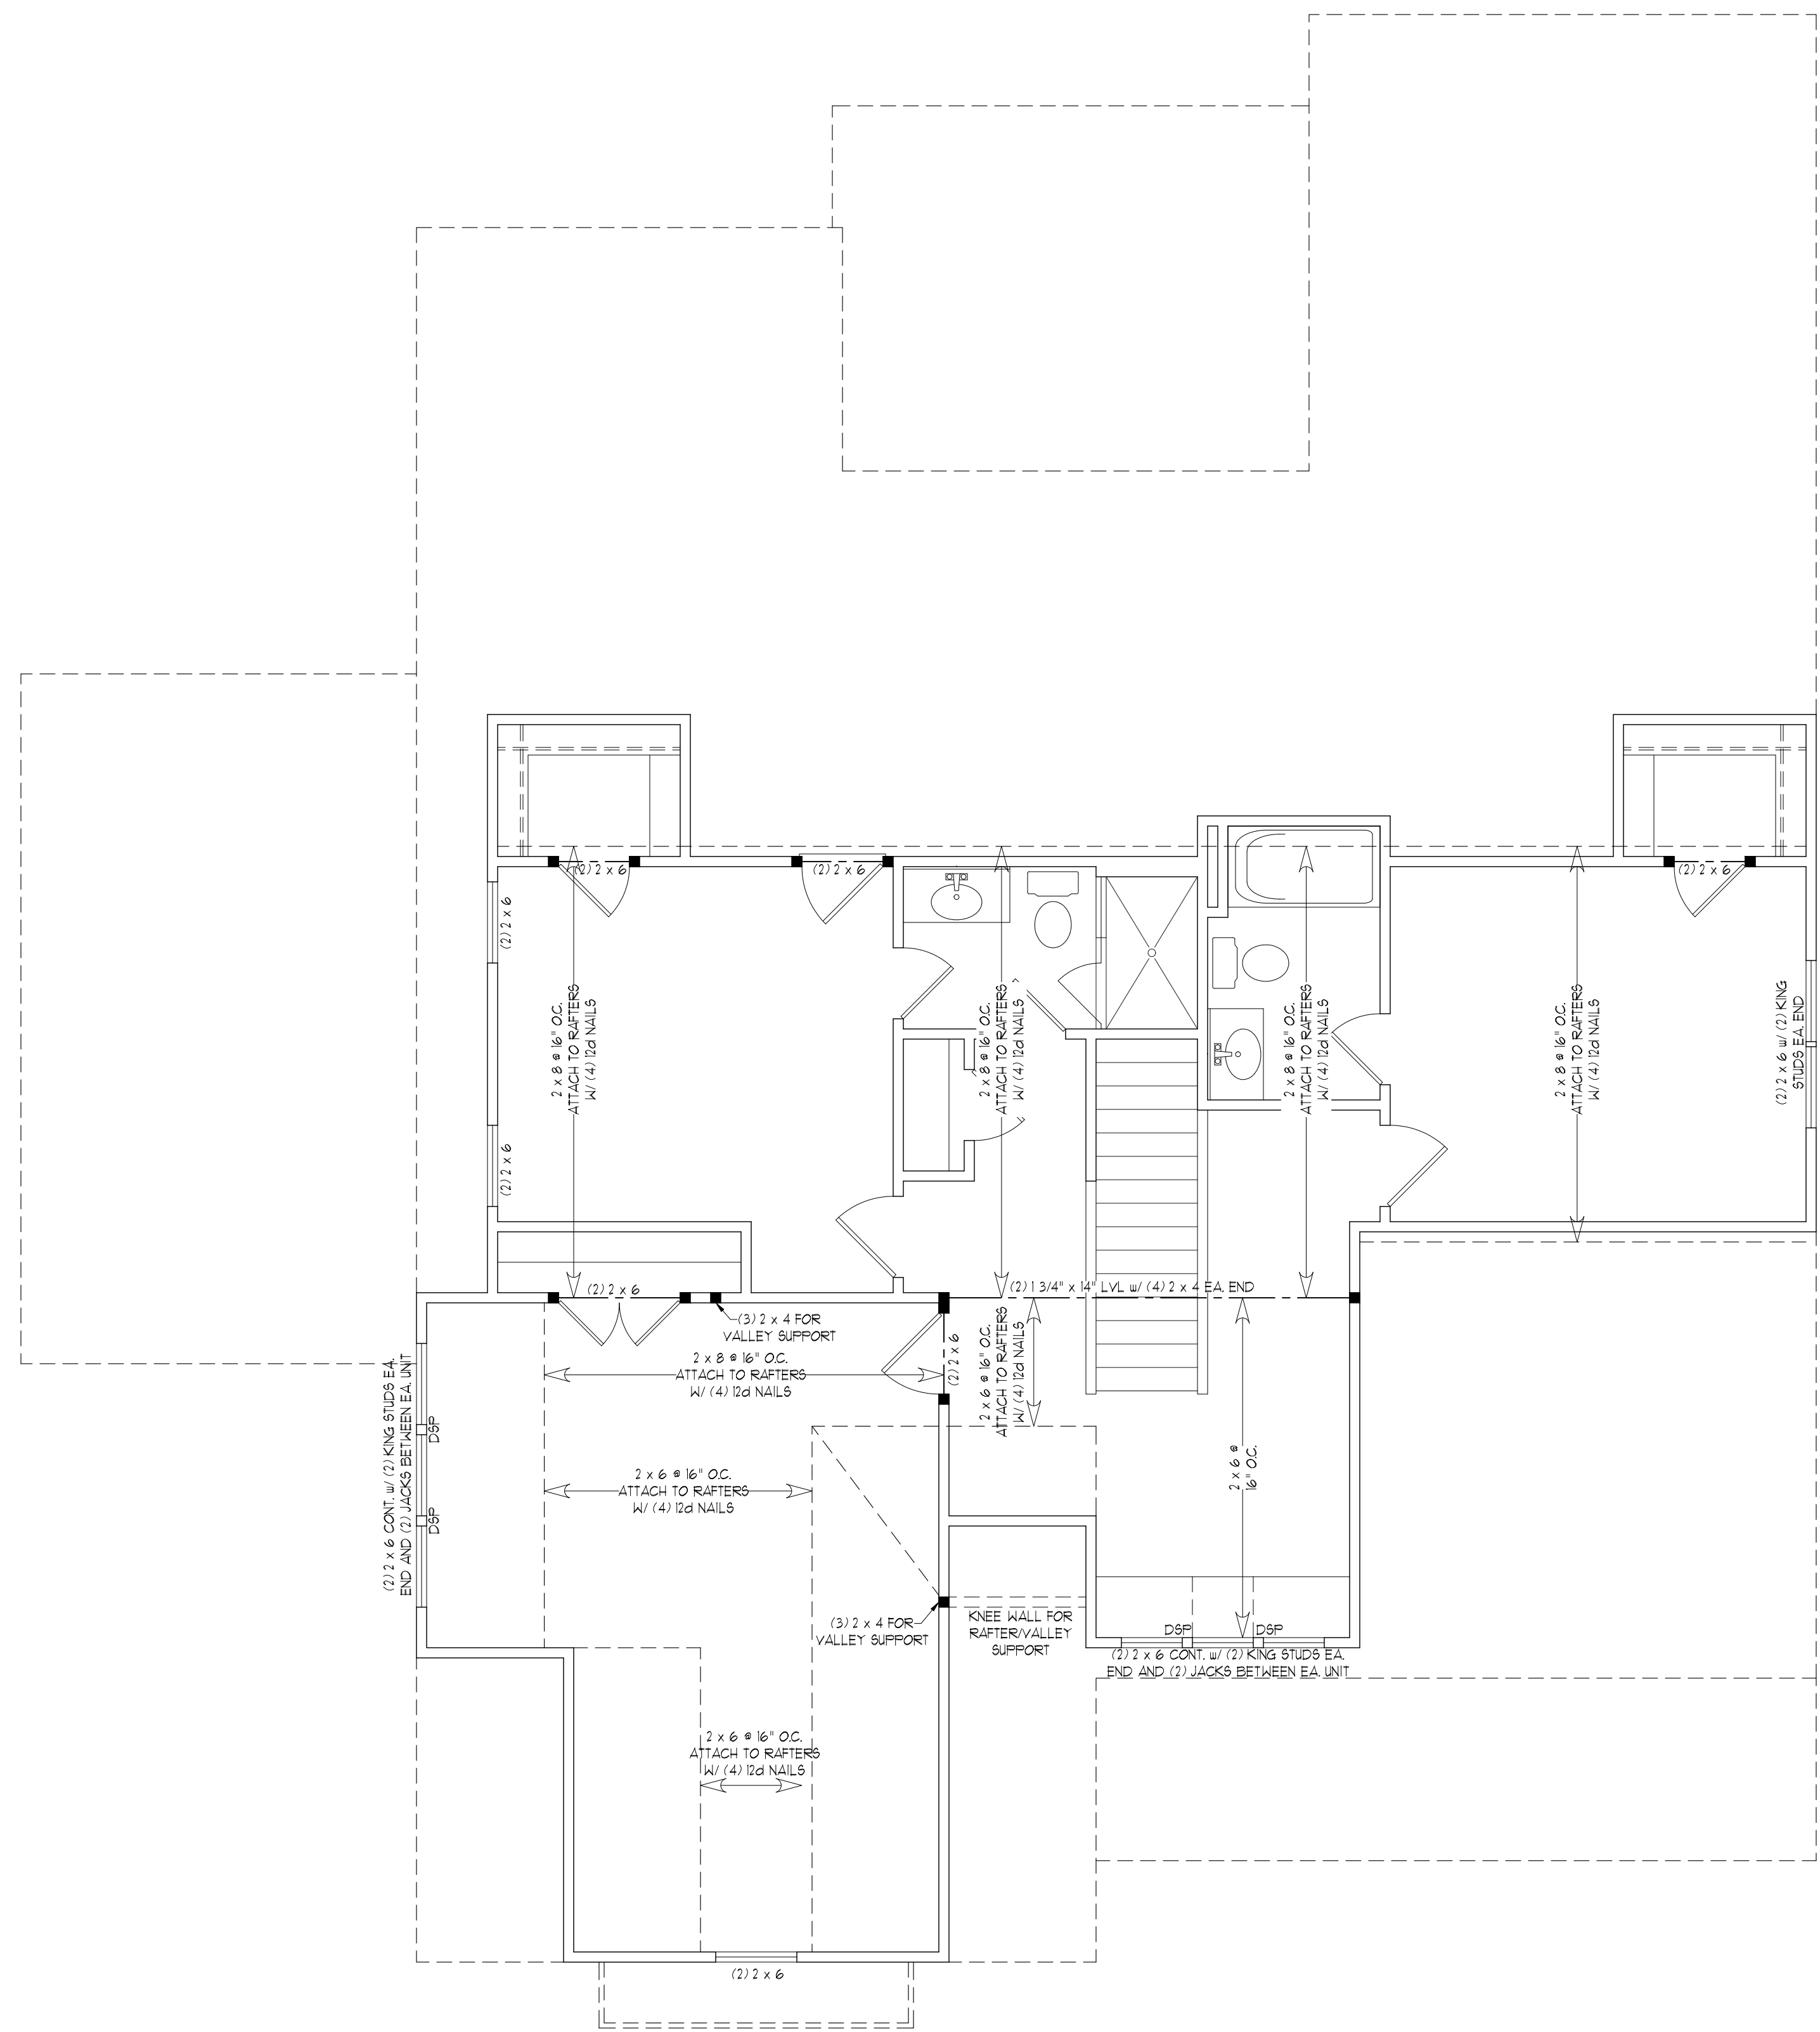 (2) 2 x 6
(2) 2 x 6
(2) 2 x 6
(2) 2 x 6
2 x 8 @ 16" O.C.
ATTACH TO RAFTERS
W/ (4) 12d NAILS
2 x 8 @ 16" O.C.
ATTACH TO RAFTERS
W/ (4) 12d NAILS
2 x 8 @ 16" O.C.
ATTACH TO RAFTERS
W/ (4) 12d NAILS
2 x 8 @ 16" O.C.
ATTACH TO RAFTERS
W/ (4) 12d NAILS
(2) 2 x 6 w/ (2) KING
STUDS EA. END
(2) 2 x 6
(2) 2 x 6
(2) 1 3/4" x 14" LVL w/ (4) 2 x 4 EA. END
(3) 2 x 4 FOR
VALLEY SUPPORT
2 x 8 @ 16" O.C.
ATTACH TO RAFTERS
W/ (4) 12d NAILS
(2) 2 x 6
2 x 6 @ 16" O.C.
ATTACH TO RAFTERS
W/ (4) 12d NAILS
(2) 2 x 6 CONT. w/ (2) KING STUDS EA.
END AND (2) JACKS BETWEEN EA. UNIT
DSP
DSP
2 x 6 @ 16" O.C.
ATTACH TO RAFTERS
W/ (4) 12d NAILS
2 x 6 @
16" O.C.
(3) 2 x 4 FOR
VALLEY SUPPORT
KNEE WALL FOR
RAFTER/VALLEY
SUPPORT
DSP
DSP
(2) 2 x 6 CONT. w/ (2) KING STUDS EA.
END AND (2) JACKS BETWEEN EA. UNIT
2 x 6 @ 16" O.C.
ATTACH TO RAFTERS
W/ (4) 12d NAILS
(2) 2 x 6